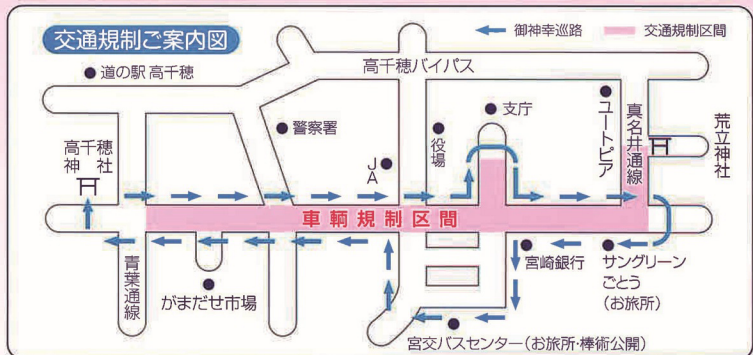 交通規制ご案内図
御神幸巡路
交通規制区間
道の駅 高千穂
高千穂バイパス
支庁
ユートピア
真名井通線
荒立神社
警察署
役場
JA
高千穂
神社
車輌規制区間
青葉通線
がまだせ市場
宮崎銀行
サングリーン
ごとう
(お旅所)
宮交バスセンター(お旅所・棒術公開)